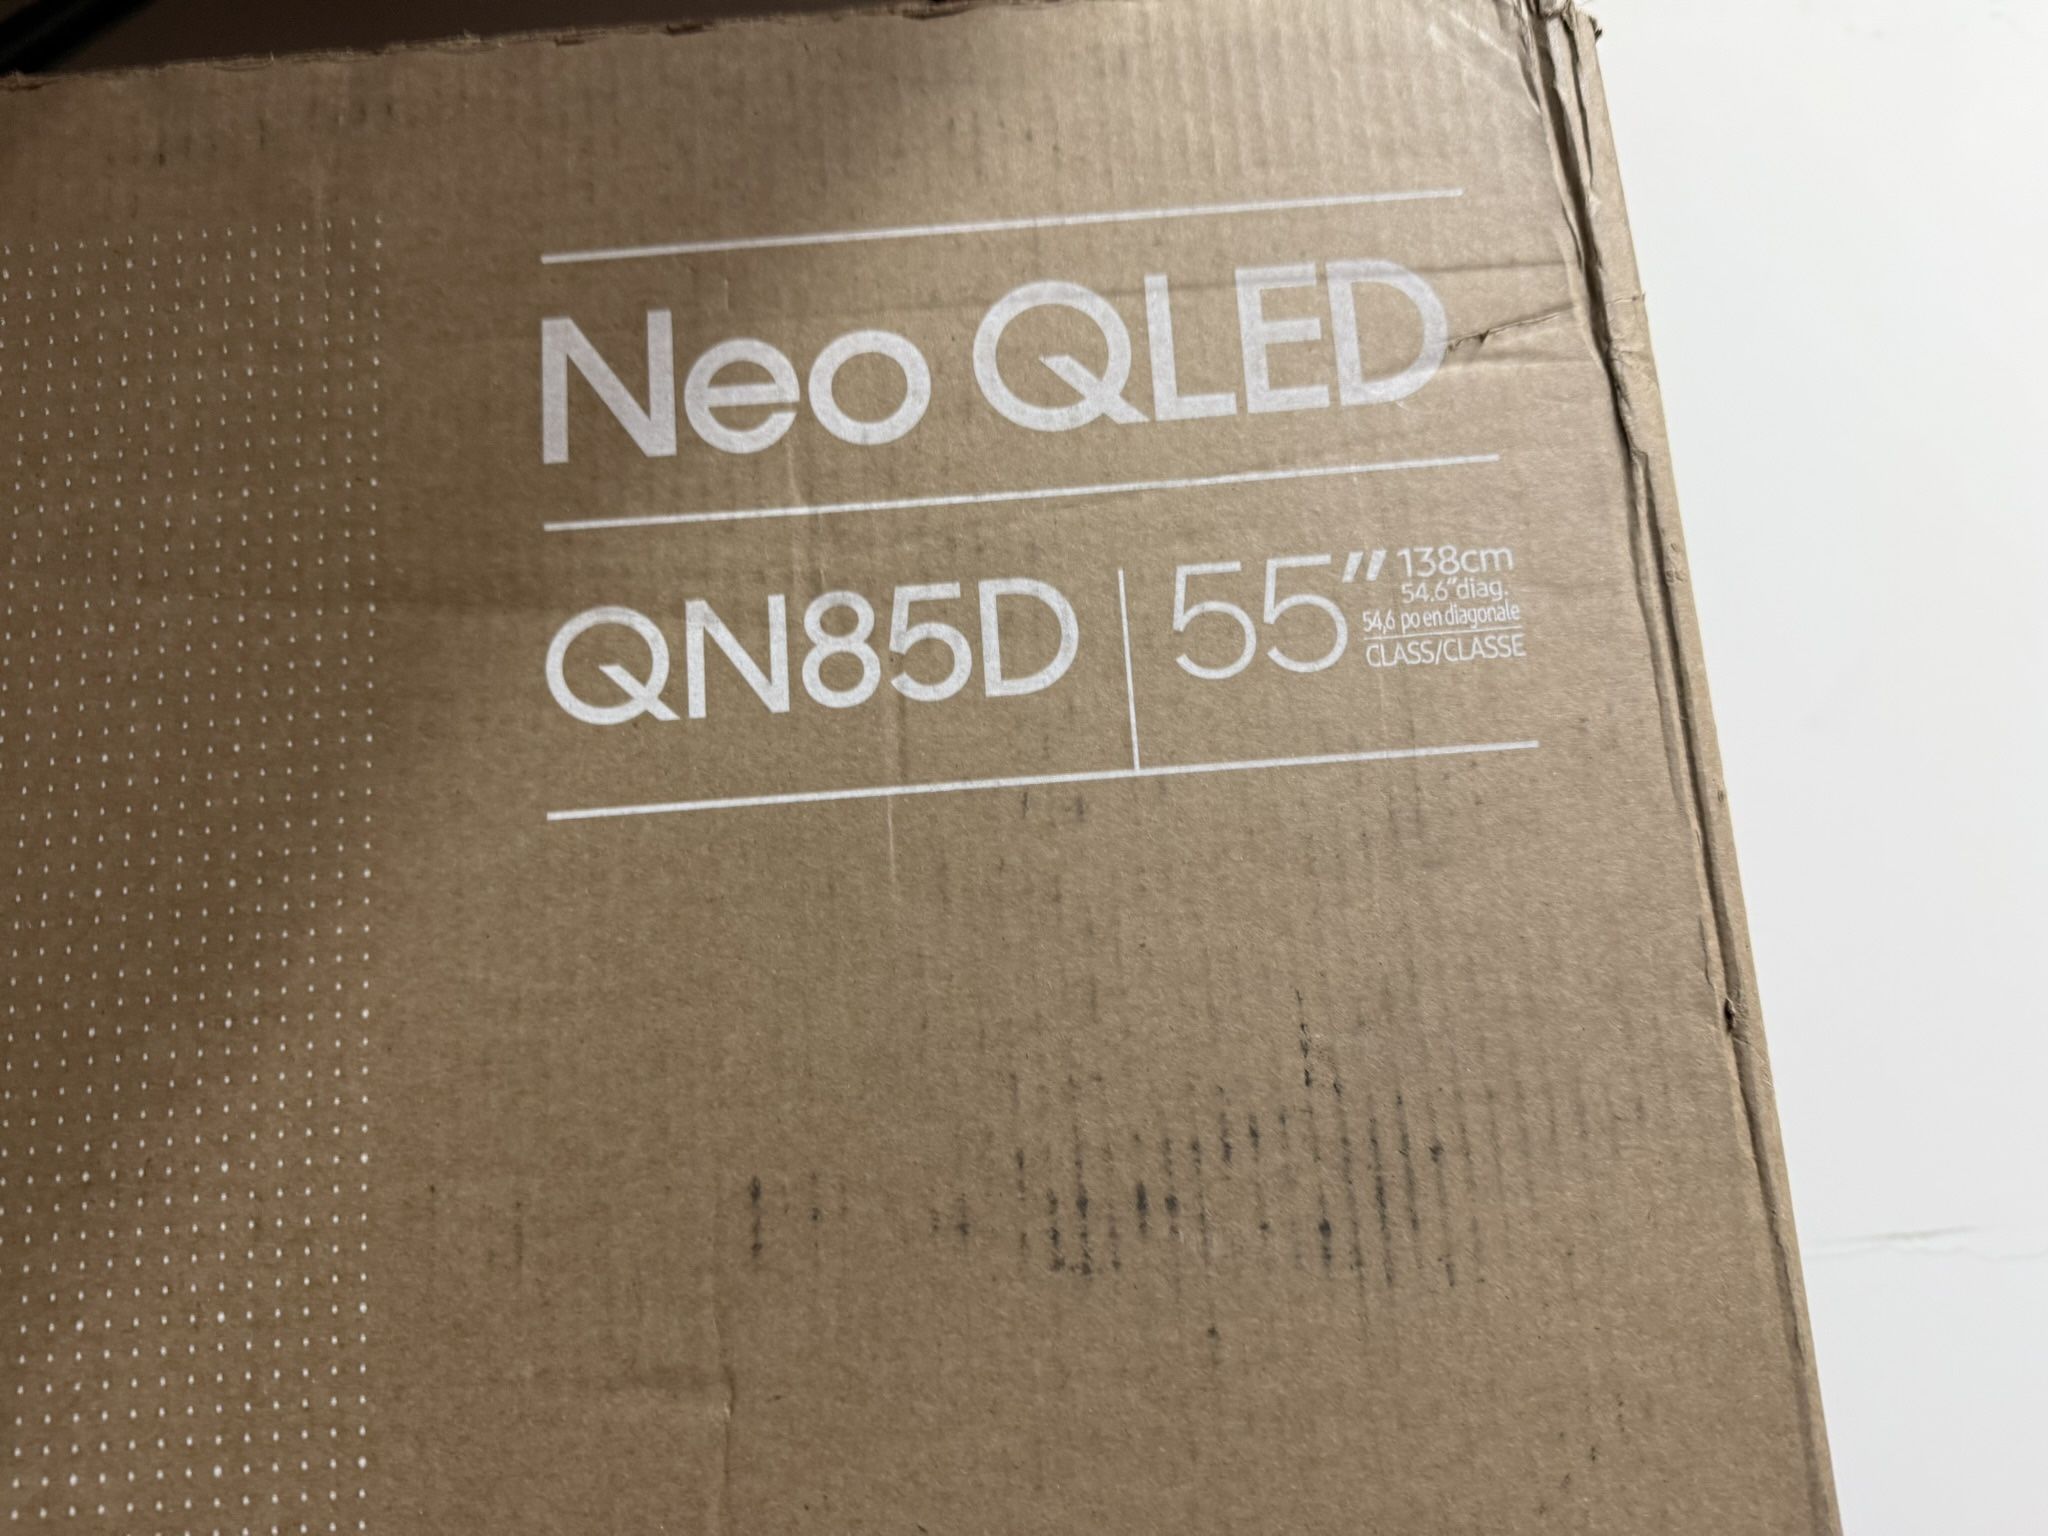 Neo QLED
QN85D 55"
138cm
54.6"diag.
54,6 po en diagonale
CLASS/CLASSE